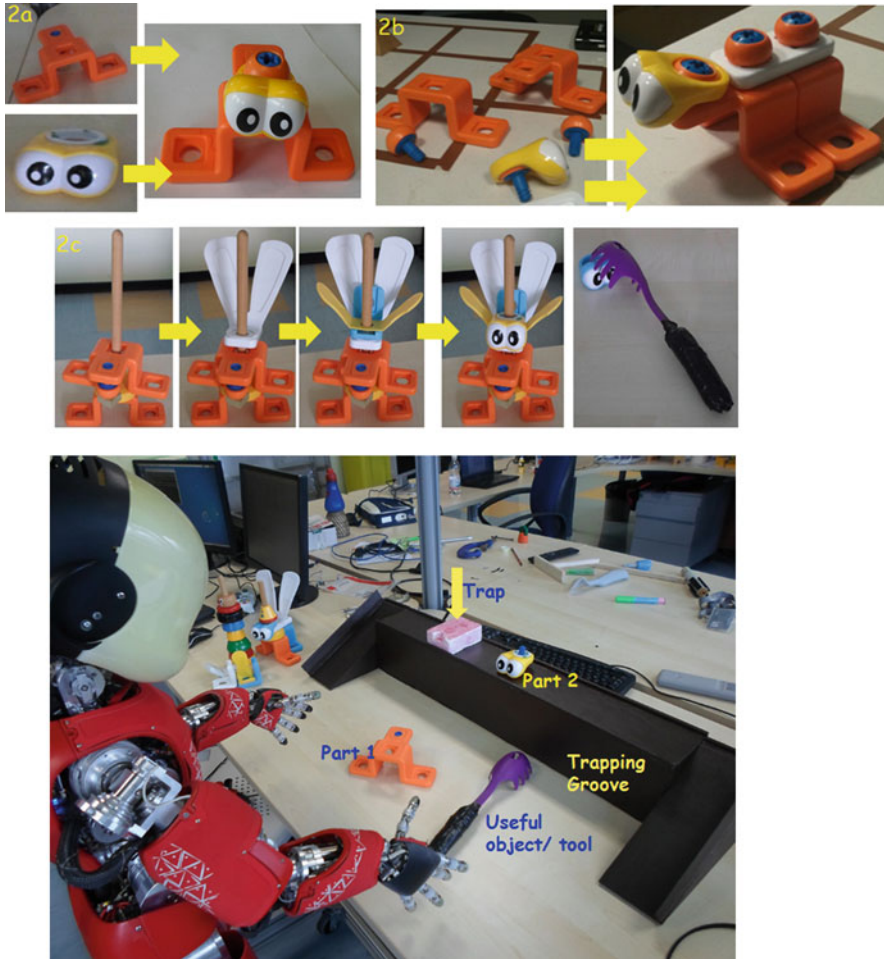 2a
2b
2c
Trap
Part 2
Part 1
Trapping
Groove
Useful
object/ tool